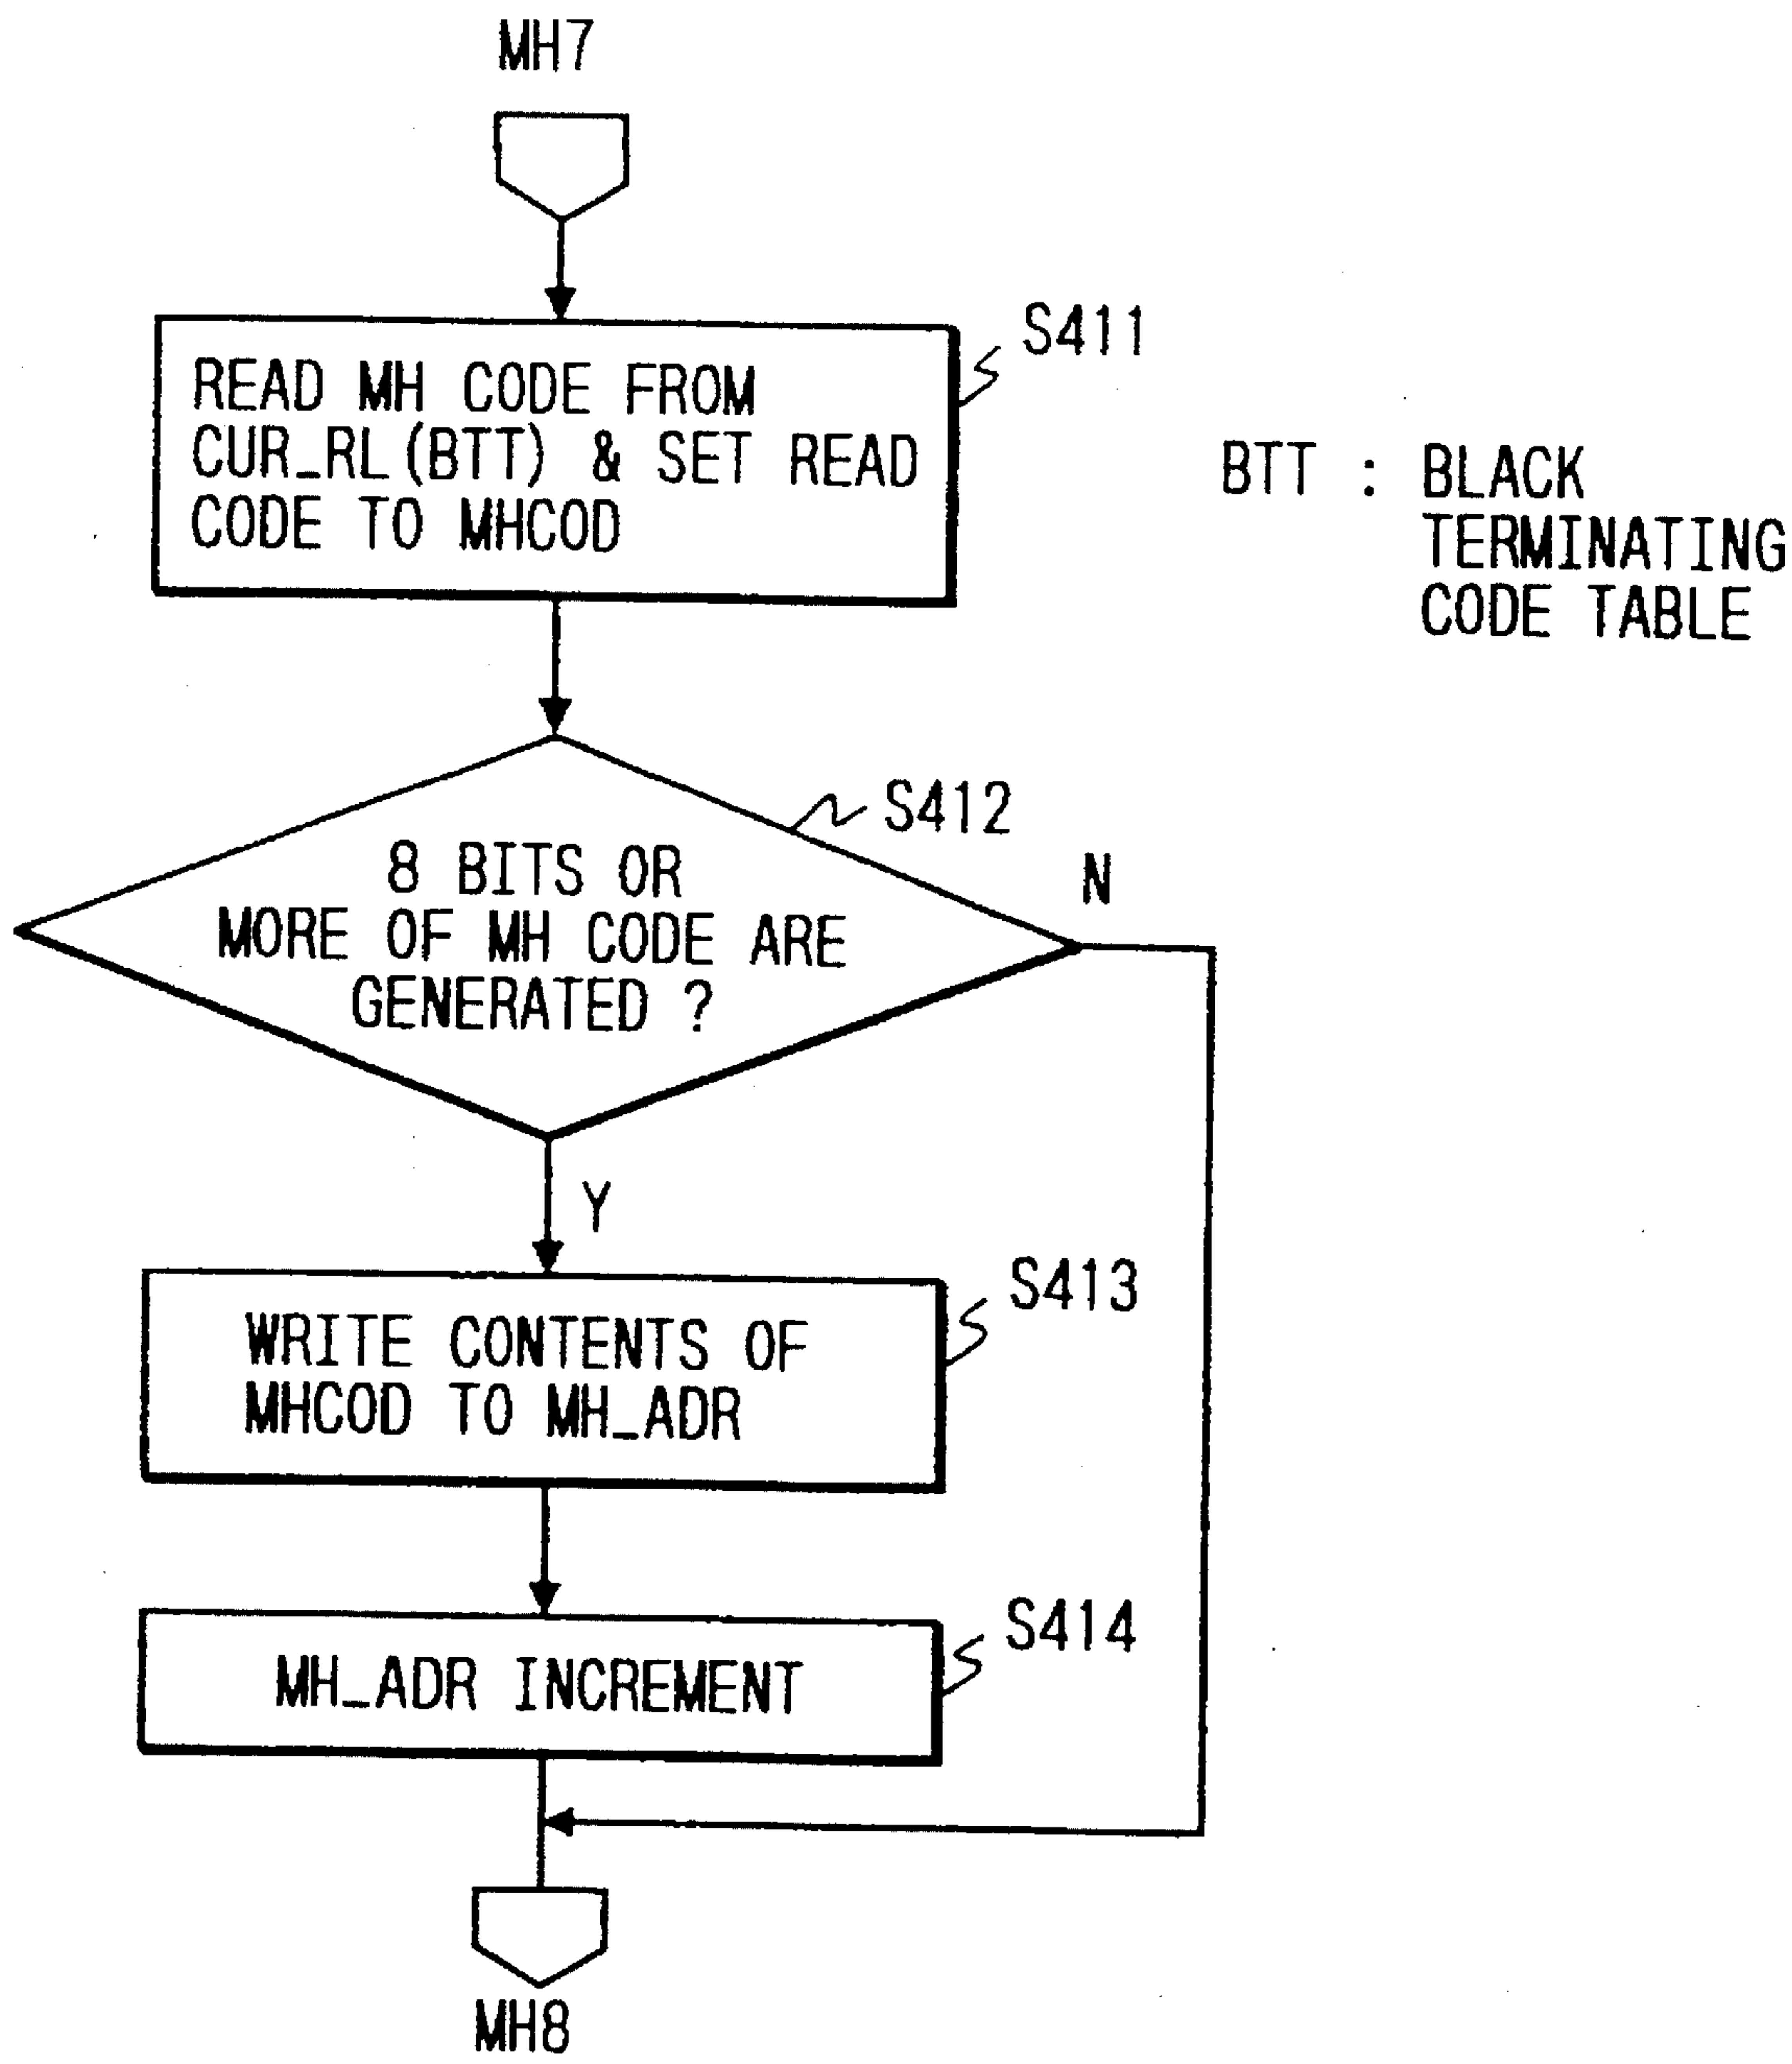 MH7
S411
READ MH CODE FROM
CUR_RL(BTT) & SET READ
CODE TO MHCOD
BTT : BLACK
TERMINATING
CODE TABLE
S412
8 BITS OR
MORE OF MH CODE ARE
GENERATED ?
N
Y
S413
WRITE CONTENTS OF
MHCOD TO MH_ADR
S414
MH_ADR INCREMENT
MH8